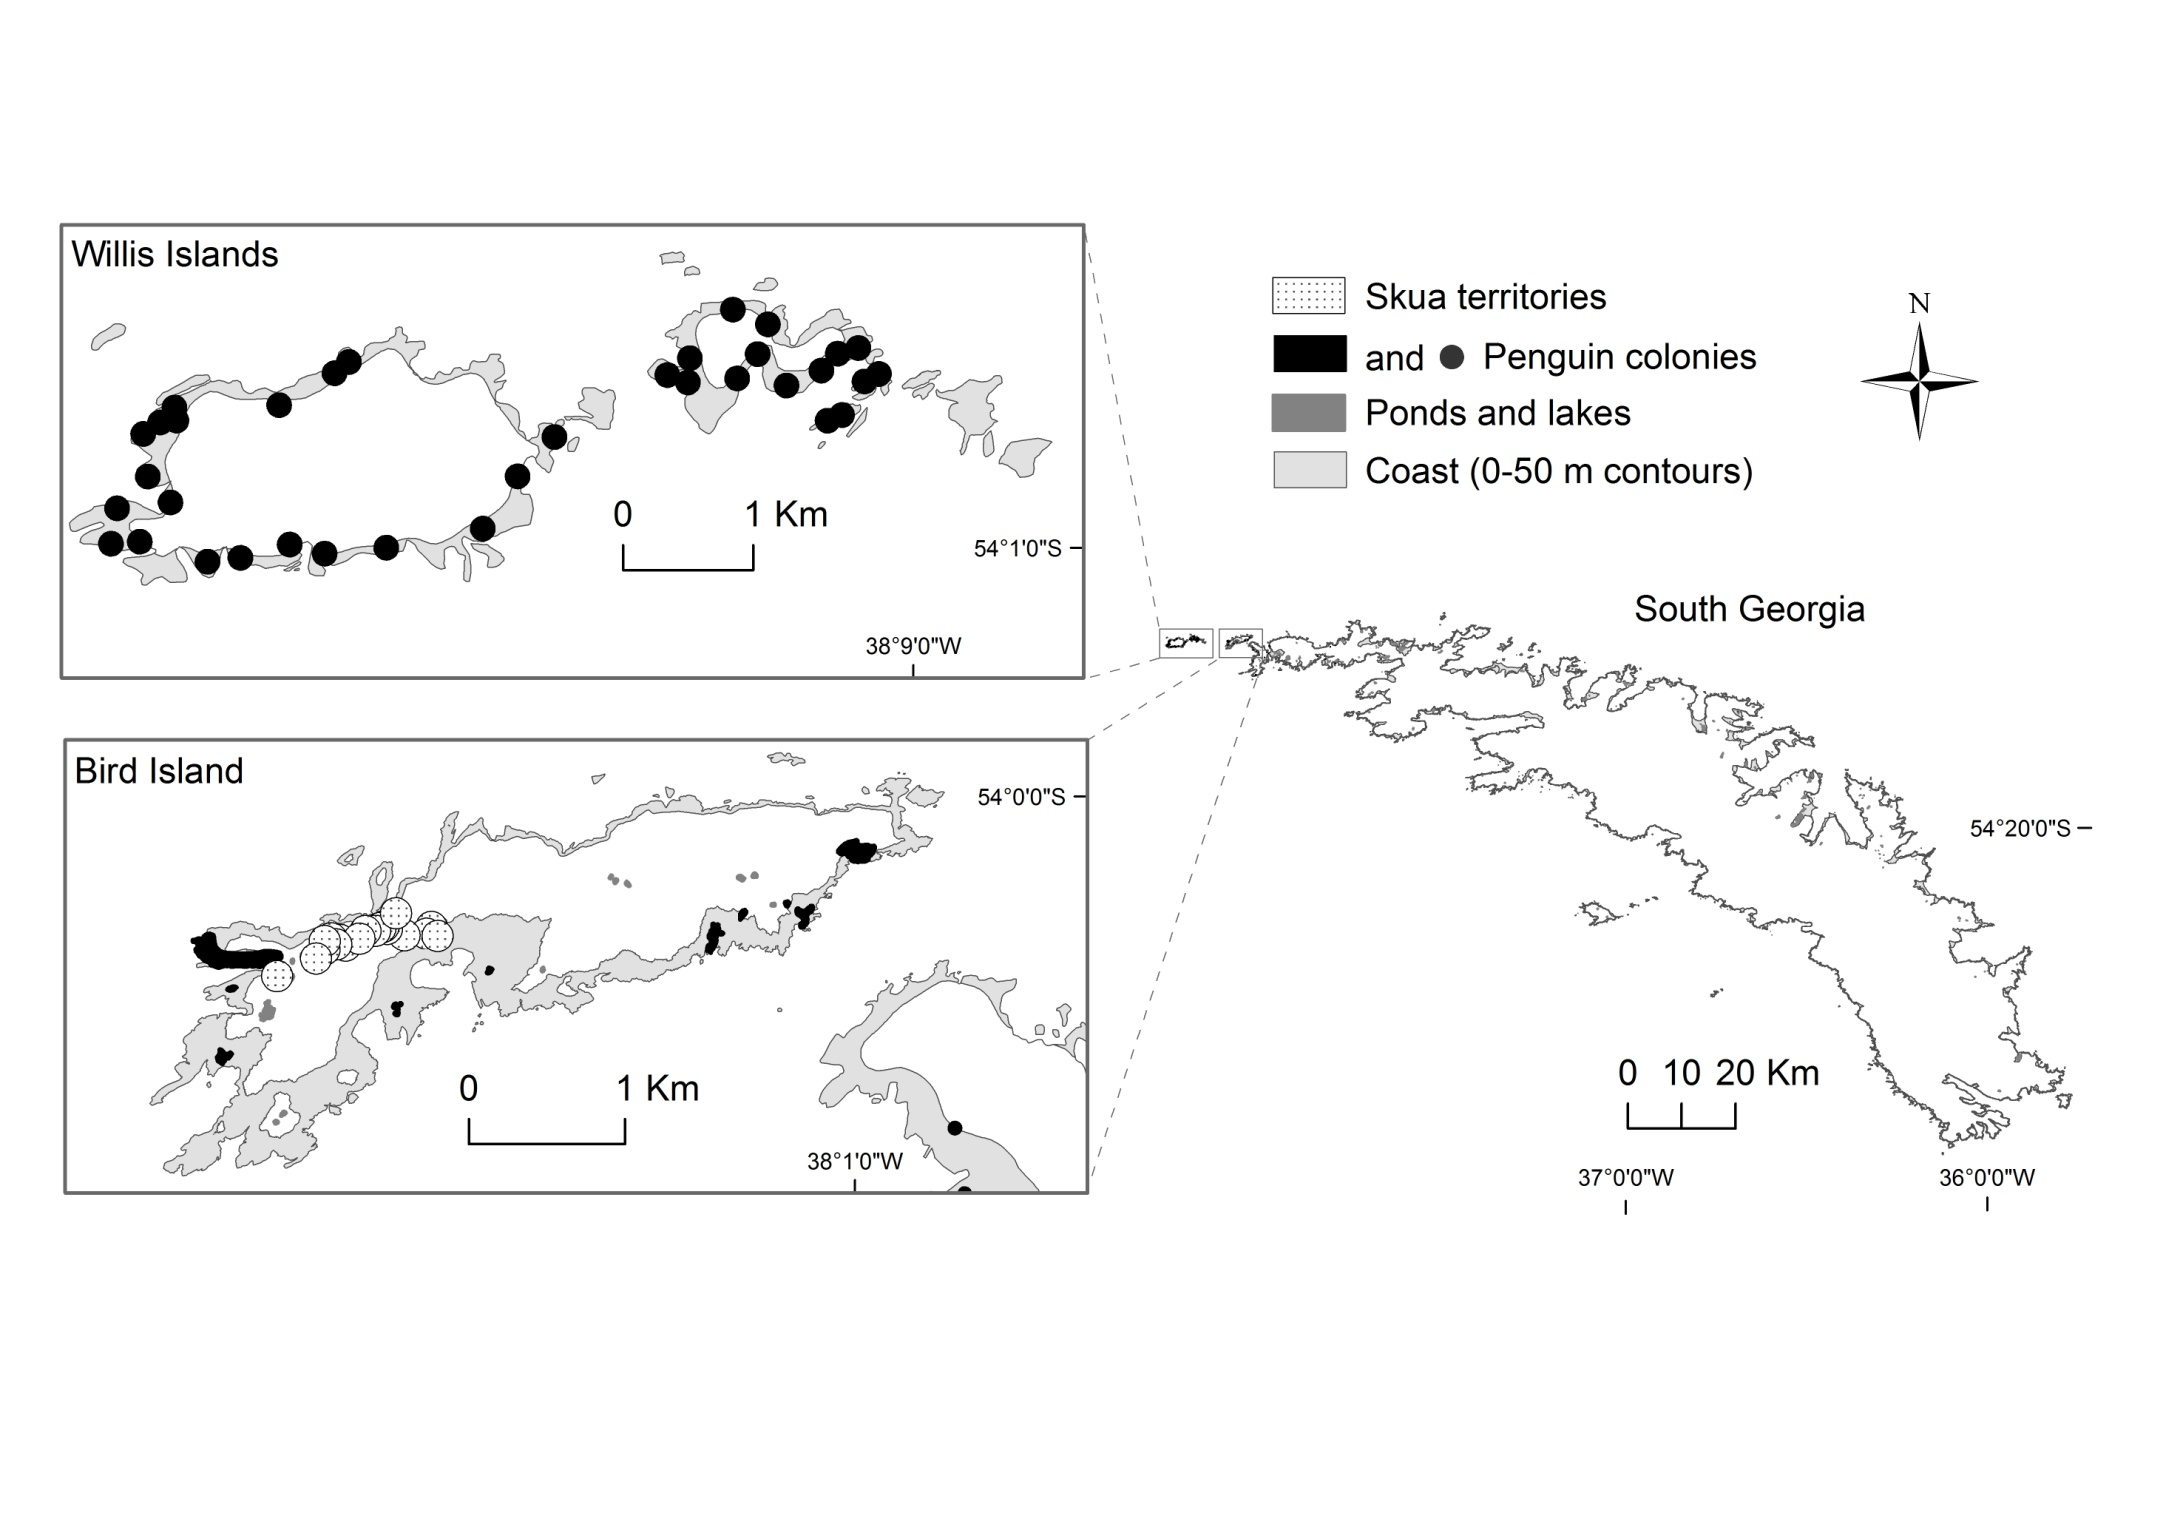 Willis Islands
0 1 Km
54°1'0"S
38°9'0"W
Bird Island
54°0'0"S
0 1 Km
38°1'0"W
Skua territories
and Penguin colonies
Ponds and lakes
Coast (0-50 m contours)
N
South Georgia
54°20'0"S
0 10 20 Km
37°0'0"W 36°0'0"W